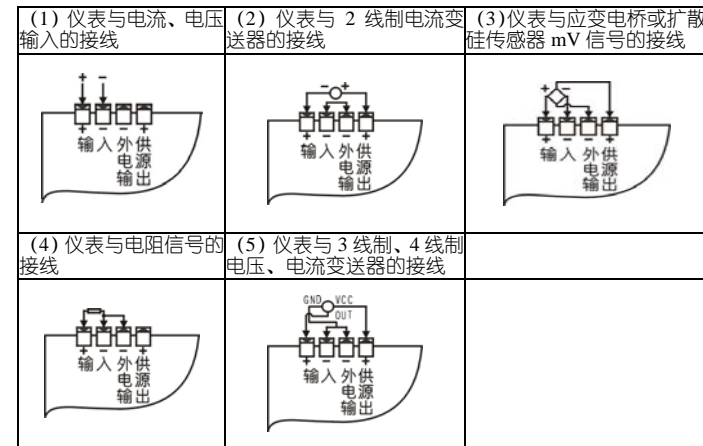 (1) 仪表与电流、电压
输入的接线
+ -
+ - - +
输入 外供
电源
输出
(2) 仪表与 2 线制电流变
送器的接线
- +
+ - - +
输入 外供
电源
输出
(3)仪表与应变电桥或扩散
硅传感器 mV 信号的接线
+ -
+ - - +
输入 外供
电源
输出
(4) 仪表与电阻信号的
接线
+ - - +
输入 外供
电源
输出
(5) 仪表与 3 线制、4 线制
电压、电流变送器的接线
GND VCC
OUT
+ - - +
输入 外供
电源
输出